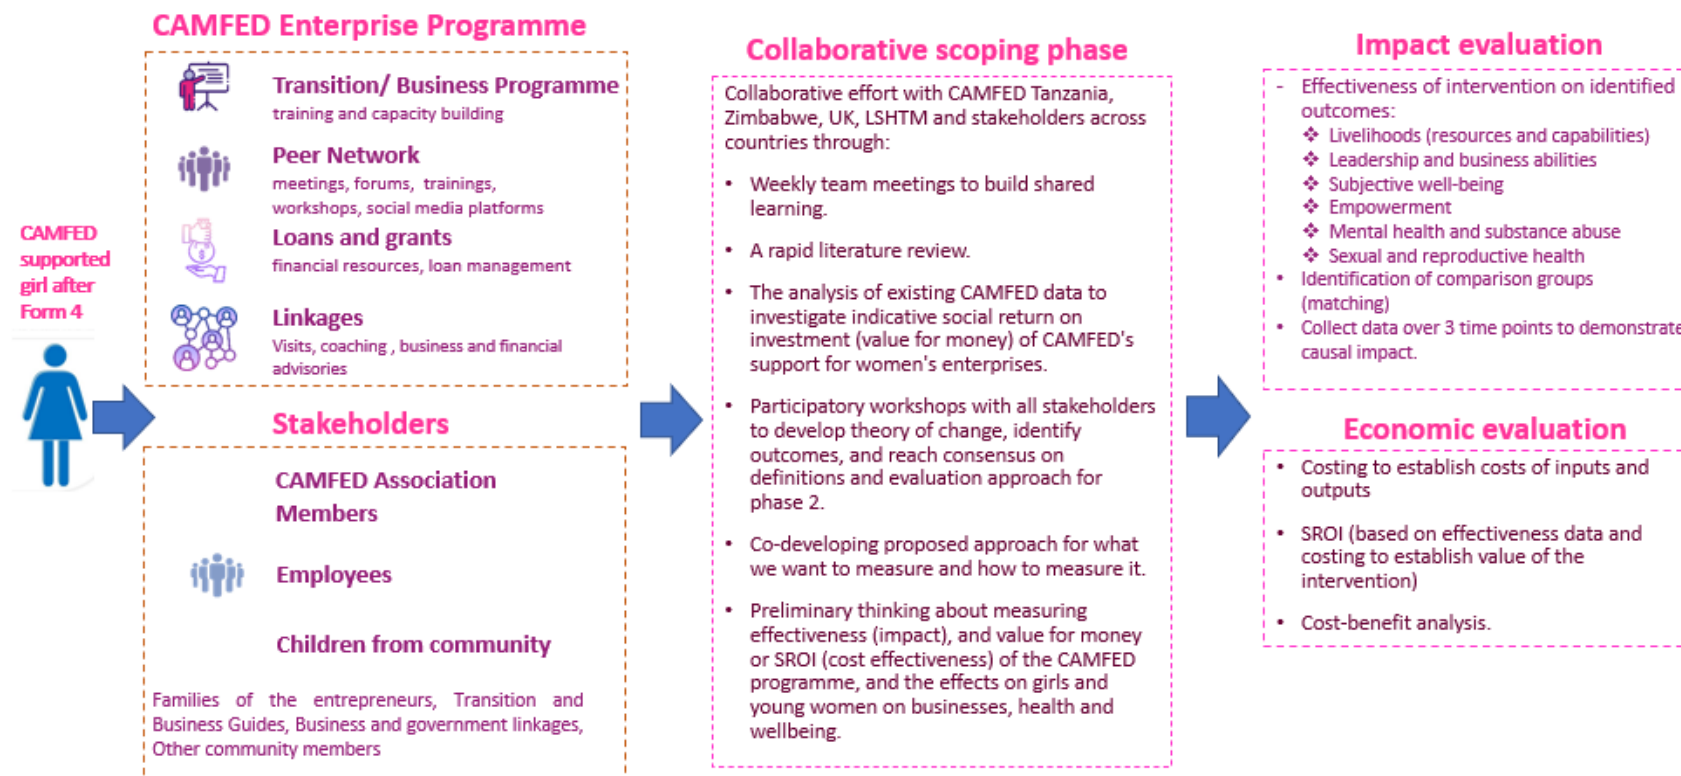 CAMFED
supported
girl after
Form 4
CAMFED Enterprise Programme
Transition/ Business Programme
training and capacity building
Peer Network
meetings, forums, trainings,
workshops, social media platforms
Loans and grants
financial resources, loan management
Linkages
Visits, coaching , business and financial
advisories
Stakeholders
CAMFED Association
Members
Employees
Children from community
Families of the entrepreneurs, Transition and
Business Guides, Business and government linkages,
Other community members
Collaborative scoping phase
Collaborative effort with CAMFED Tanzania,
Zimbabwe, UK, LSHTM and stakeholders across
countries through:
• Weekly team meetings to build shared
learning.
• A rapid literature review.
• The analysis of existing CAMFED data to
investigate indicative social return on
investment (value for money) of CAMFED's
support for women's enterprises.
• Participatory workshops with all stakeholders
to develop theory of change, identify
outcomes, and reach consensus on
definitions and evaluation approach for
phase 2.
• Co-developing proposed approach for what
we want to measure and how to measure it.
• Preliminary thinking about measuring
effectiveness (impact), and value for money
or SROI (cost effectiveness) of the CAMFED
programme, and the effects on girls and
young women on businesses, health and
wellbeing.
Impact evaluation
- Effectiveness of intervention on identified
outcomes:
❖ Livelihoods (resources and capabilities)
❖ Leadership and business abilities
❖ Subjective well-being
❖ Empowerment
❖ Mental health and substance abuse
❖ Sexual and reproductive health
• Identification of comparison groups
(matching)
• Collect data over 3 time points to demonstrate
causal impact.
Economic evaluation
• Costing to establish costs of inputs and
outputs
• SROI (based on effectiveness data and
costing to establish value of the
intervention)
• Cost-benefit analysis.